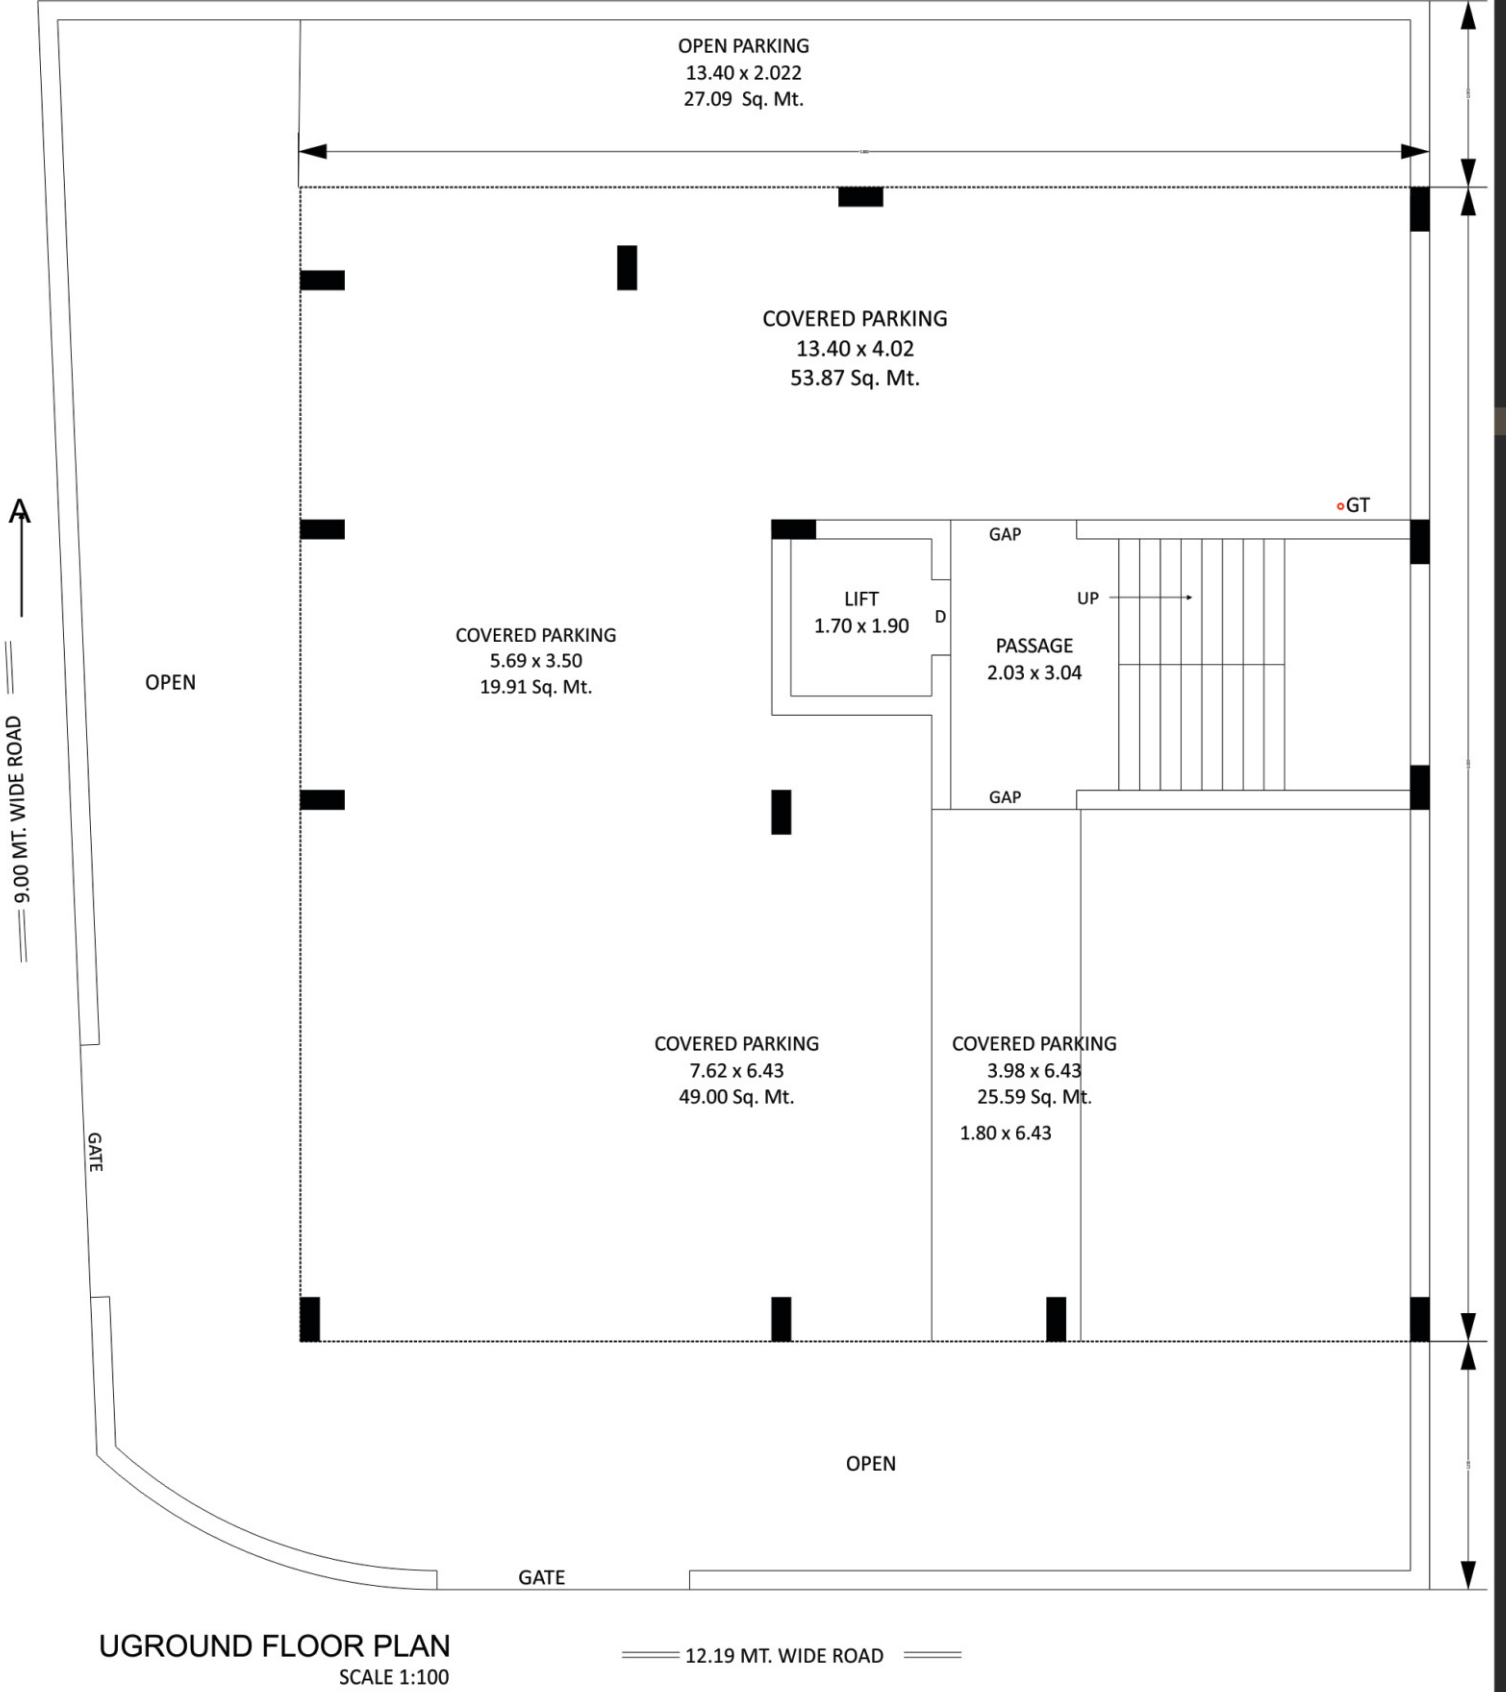 OPEN PARKING
13.40 x 2.022
27.09 Sq. Mt.
COVERED PARKING
13.40 x 4.02
53.87 Sq. Mt.
GT
GAP
A
LIFT
1.70 x 1.90
D
UP
PASSAGE
2.03 x 3.04
COVERED PARKING
5.69 x 3.50
19.91 Sq. Mt.
OPEN
9.00 MT. WIDE ROAD
GAP
COVERED PARKING
7.62 x 6.43
49.00 Sq. Mt.
COVERED PARKING
3.98 x 6.43
25.59 Sq. Mt.
1.80 x 6.43
GATE
OPEN
GATE
UGROUND FLOOR PLAN
SCALE 1:100
12.19 MT. WIDE ROAD